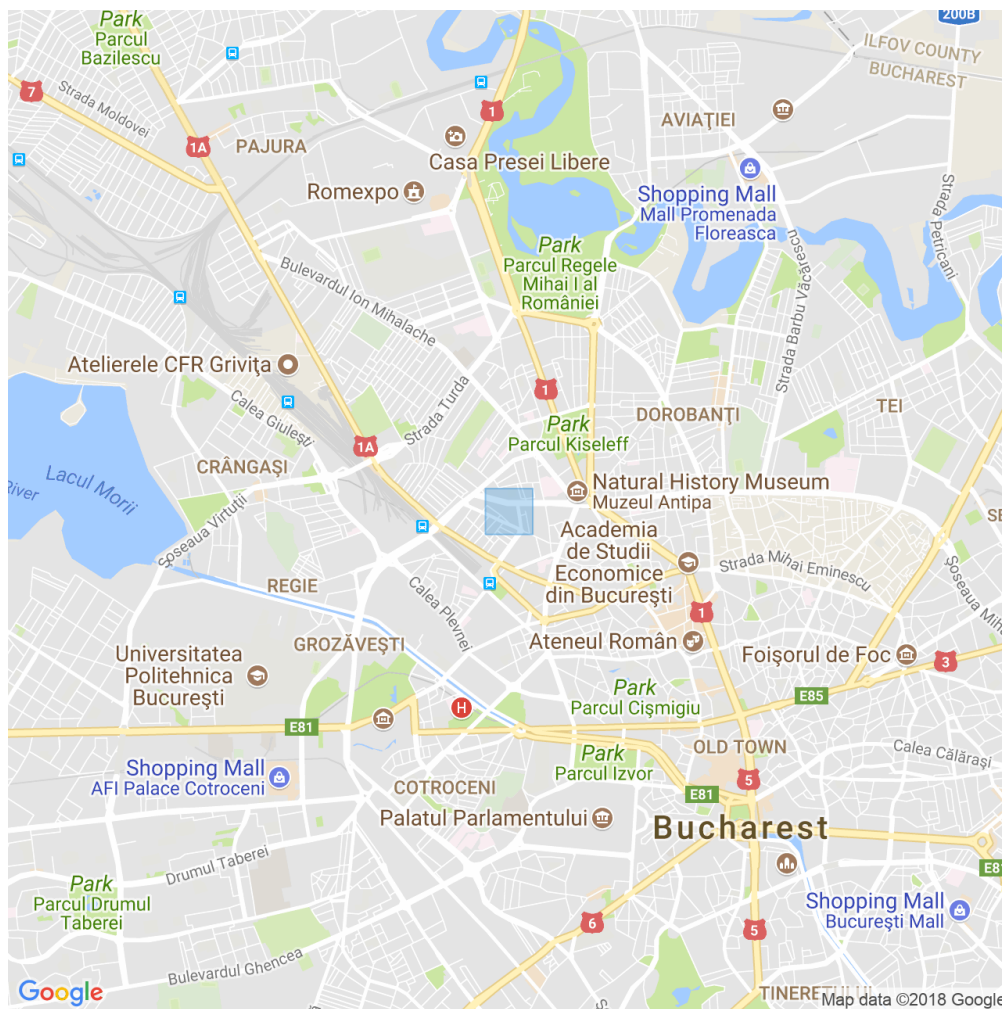 Park
Parcul
Bazilescu
200B
ILFOV COUNTY
BUCHAREST
7
Strada Moldovei
1
AVIAŢIEI
1A
PAJURA
Casa Presei Libere
Romexpo
Shopping Mall
Mall Promenada
Floreasca
Strada Petricani
Park
Parcul Regele
Mihai I al
României
Bulevardul Ion Mihalache
Strada Barbu Văcărescu
Atelierele CFR Griviţa
Calea Giuleşti
Strada Turda
1
DOROBANŢI
TEI
Park
Parcul Kiseleff
1A
CRÂNGAŞI
Lacul Morii
River
Şoseaua Virtuţii
Natural History Museum
Muzeul Antipa
Academia
de Studii
Economice
din Bucureşti
Strada Mihai Eminescu
REGIE
Calea Plevnei
1
GROZĂVEŞTI
Ateneul Român
Foişorul de Foc
3
Universitatea
Politehnica
Bucureşti
Park
Parcul Cişmigiu
E85
H
E81
OLD TOWN
Calea Călăraşi
Park
Parcul Izvor
Shopping Mall
AFI Palace Cotroceni
COTROCENI
5
E81
Palatul Parlamentului
Bucharest
Drumul Taberei
Park
Parcul Drumul
Taberei
Shopping Mall
Bucureşti Mall
6
5
Bulevardul Ghencea
Google
TINERETULUI
Map data ©2018 Google